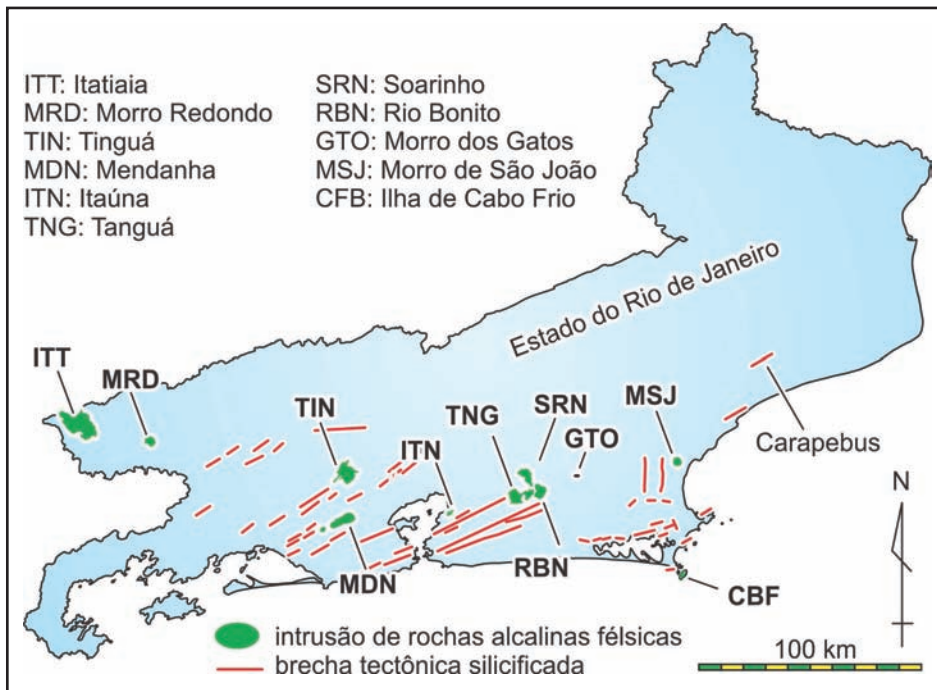 ITT: Itatiaia
MRD: Morro Redondo
TIN: Tinguá
MDN: Mendanha
ITN: Itaúna
TNG: Tanguá
SRN: Soarinho
RBN: Rio Bonito
GTO: Morro dos Gatos
MSJ: Morro de São João
CFB: Ilha de Cabo Frio
Estado do Rio de Janeiro
ITT
MRD
TIN
ITN
TNG
SRN
GTO
MSJ
Carapebus
N
MDN
RBN
CBF
intrusão de rochas alcalinas félsicas
brecha tectônica silicificada
100 km